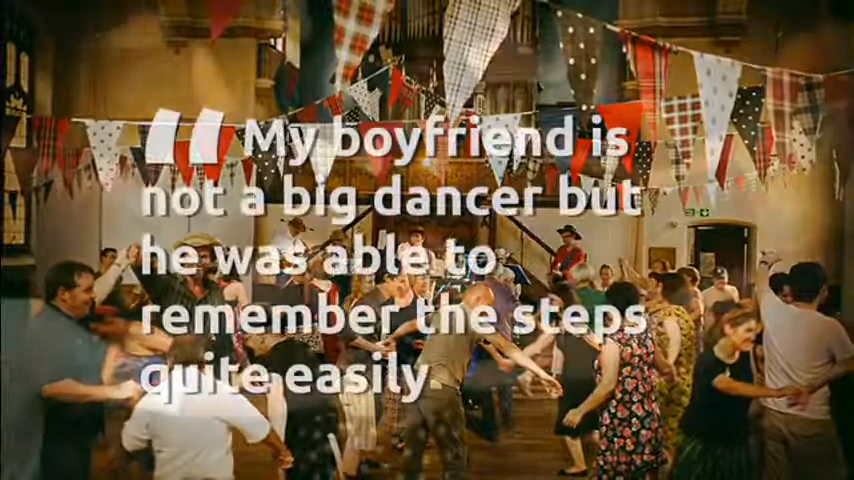 “ My boyfriend is
not a big dancer but
he was able to
remember the steps
quite easily